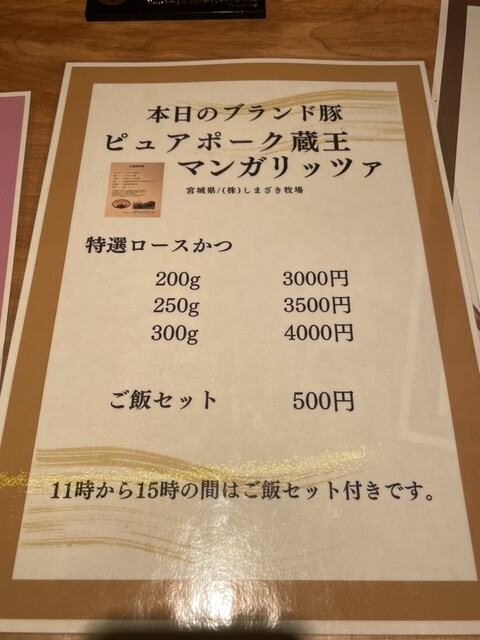 本日のブランド豚
ピュアポーク蔵王
マンガリッツァ
宮城県/(株)しまざき牧場
特選ロースかつ
200g 3000円
250g 3500円
300g 4000円
ご飯セット 500円
11時から15時の間はご飯セット付きです。